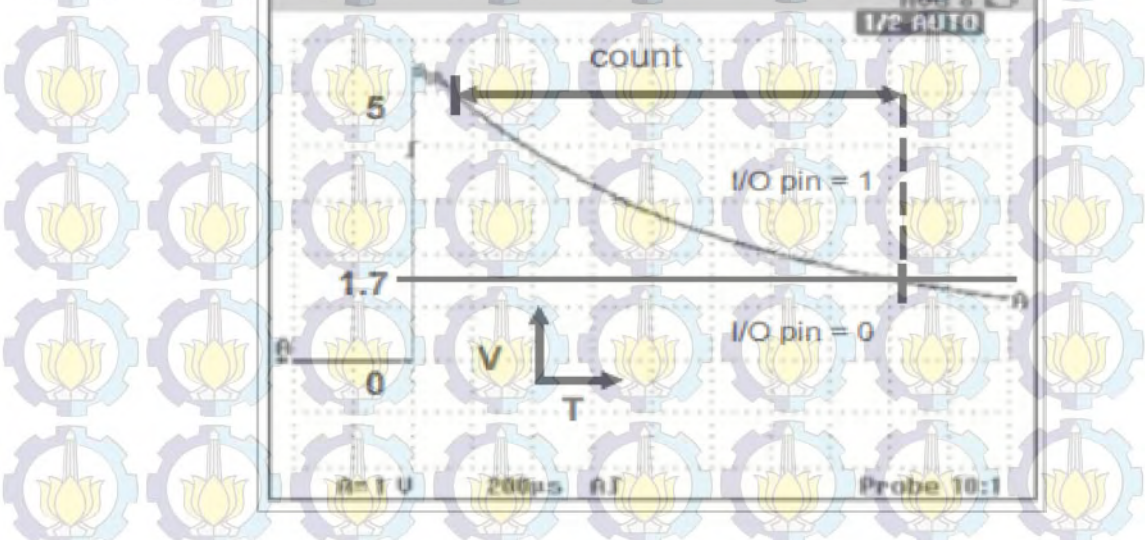 1/2 AUTO
count
5
I/O pin = 1
1.7
A
I/O pin = 0
A
V
0
T
A=1 V 200µs Probe 10:1